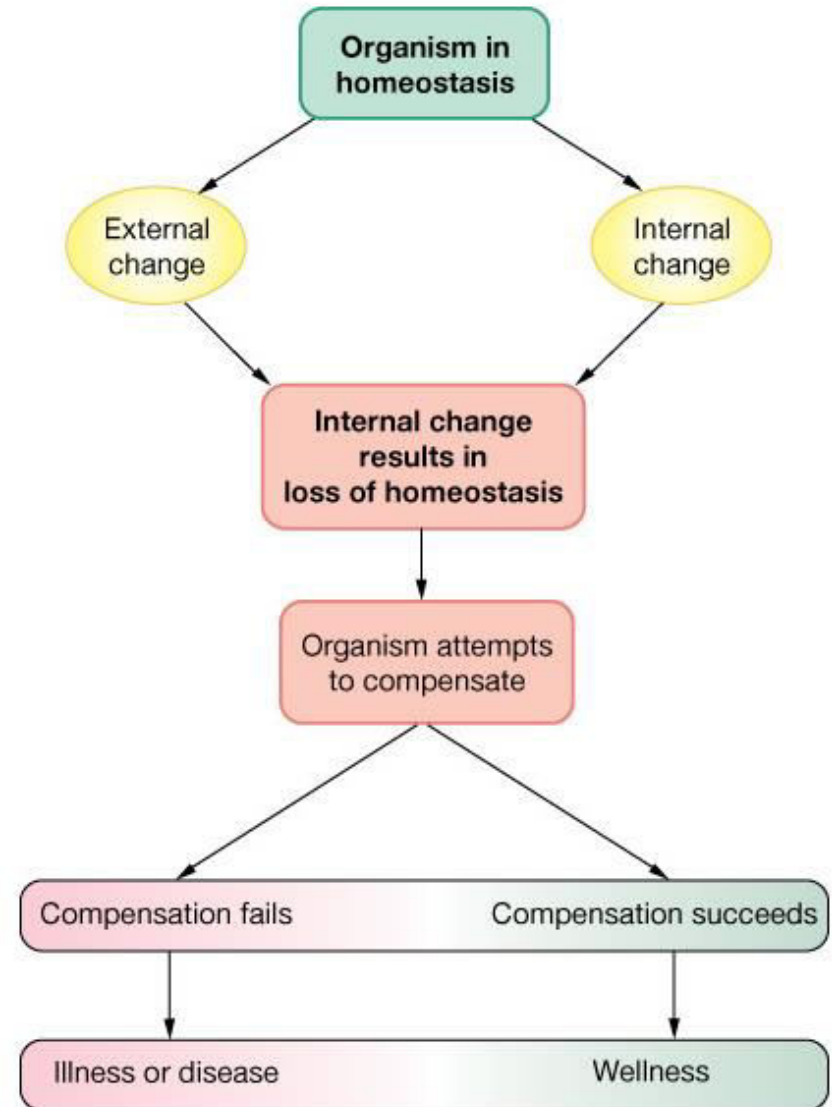 Organism in
homeostasis
External
change
Internal
change
Internal change
results in
loss of homeostasis
Organism attempts
to compensate
Compensation fails
Compensation succeeds
Illness or disease
Wellness